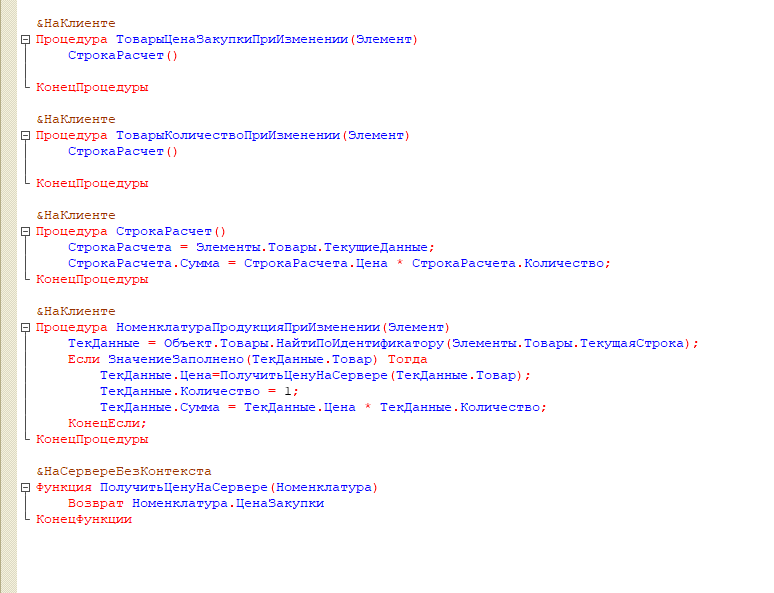 &НаКлиенте
Процедура ТоварыЦенаЗакупкиПриИзменении(Элемент)
СтрокаРасчет()
КонецПроцедуры
&НаКлиенте
Процедура ТоварыКоличествоПриИзменении(Элемент)
СтрокаРасчет()
КонецПроцедуры
&НаКлиенте
Процедура СтрокаРасчет()
СтрокаРасчета = Элементы.Товары.ТекущиеДанные;
СтрокаРасчета.Сумма = СтрокаРасчета.Цена * СтрокаРасчета.Количество;
КонецПроцедуры
&НаКлиенте
Процедура НоменклатураПродукцияПриИзменении(Элемент)
ТекДанные = Объект.Товары.НайтиПоИдентификатору(Элементы.Товары.ТекущаяСтрока);
Если ЗначениеЗаполнено(ТекДанные.Товар) Тогда
ТекДанные.Цена=ПолучитьЦенуНаСервере(ТекДанные.Товар);
ТекДанные.Количество = 1;
ТекДанные.Сумма = ТекДанные.Цена * ТекДанные.Количество;
КонецЕсли;
КонецПроцедуры
&НаСервереБезКонтекста
Функция ПолучитьЦенуНаСервере(Номенклатура)
Возврат Номенклатура.ЦенаЗакупки
КонецФункции